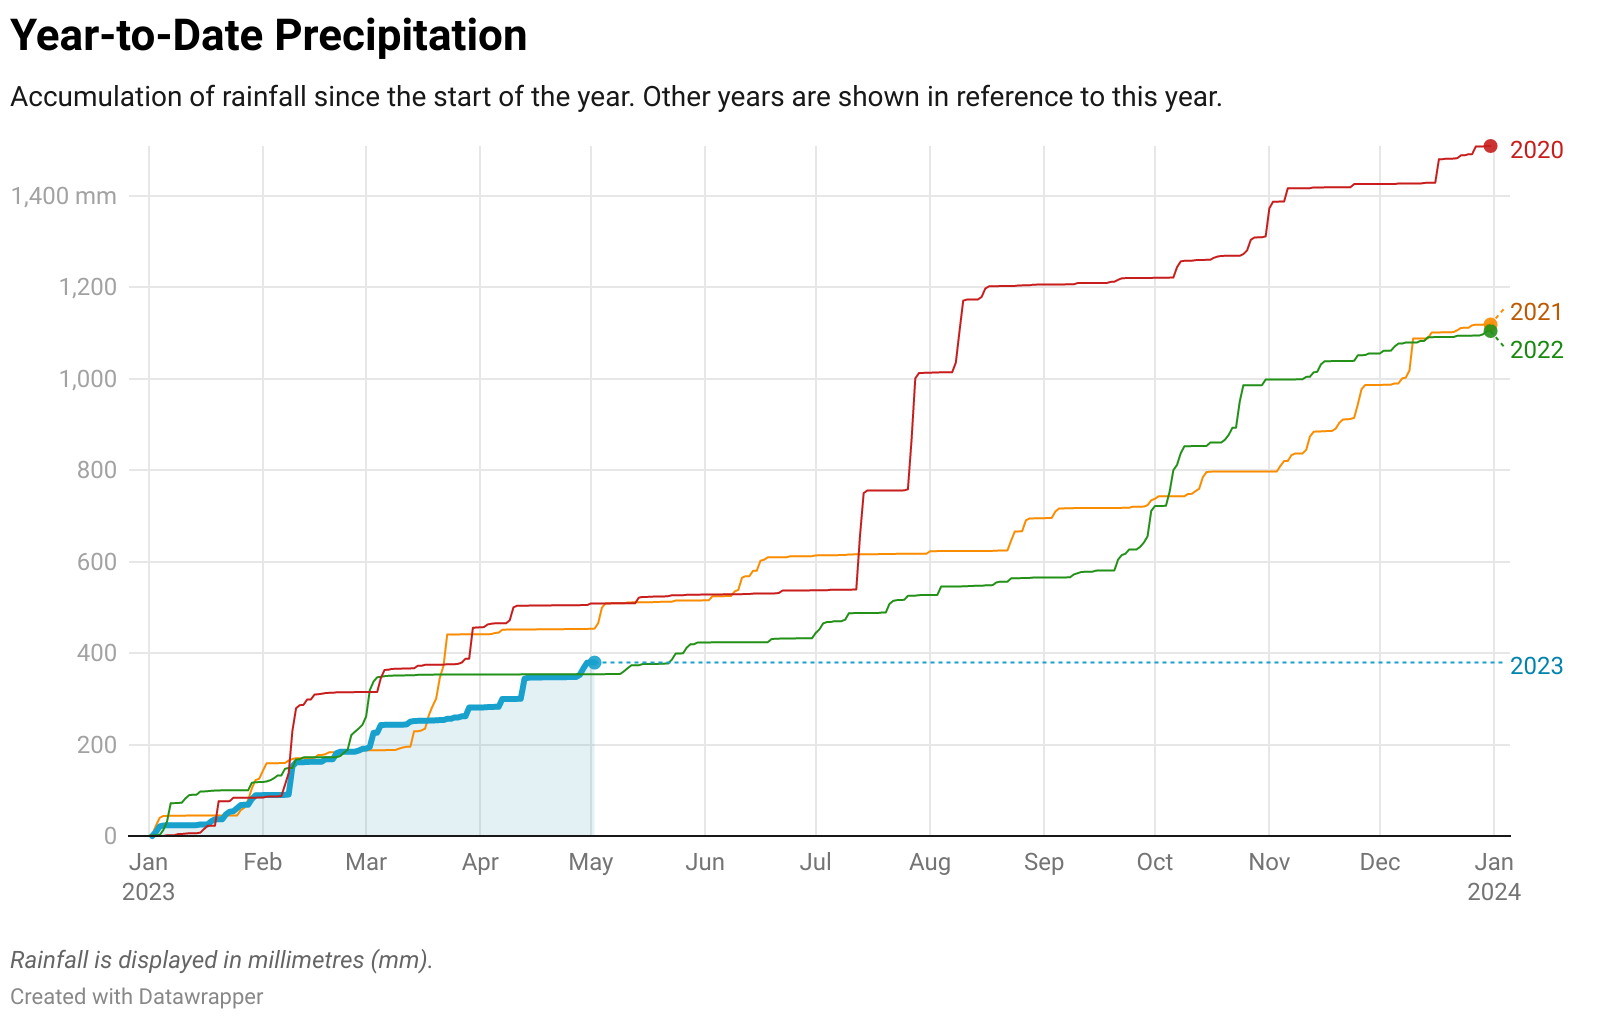 Year-to-Date Precipitation
Accumulation of rainfall since the start of the year. Other years are shown in reference to this year.
2020
1,400 mm
1,200
2021
2022
1,000
800
600
400
2023
200
0
Jan Feb Mar Apr May Jun Jul Aug Sep Oct Nov Dec Jan
2023 2024
Rainfall is displayed in millimetres (mm).
Created with Datawrapper